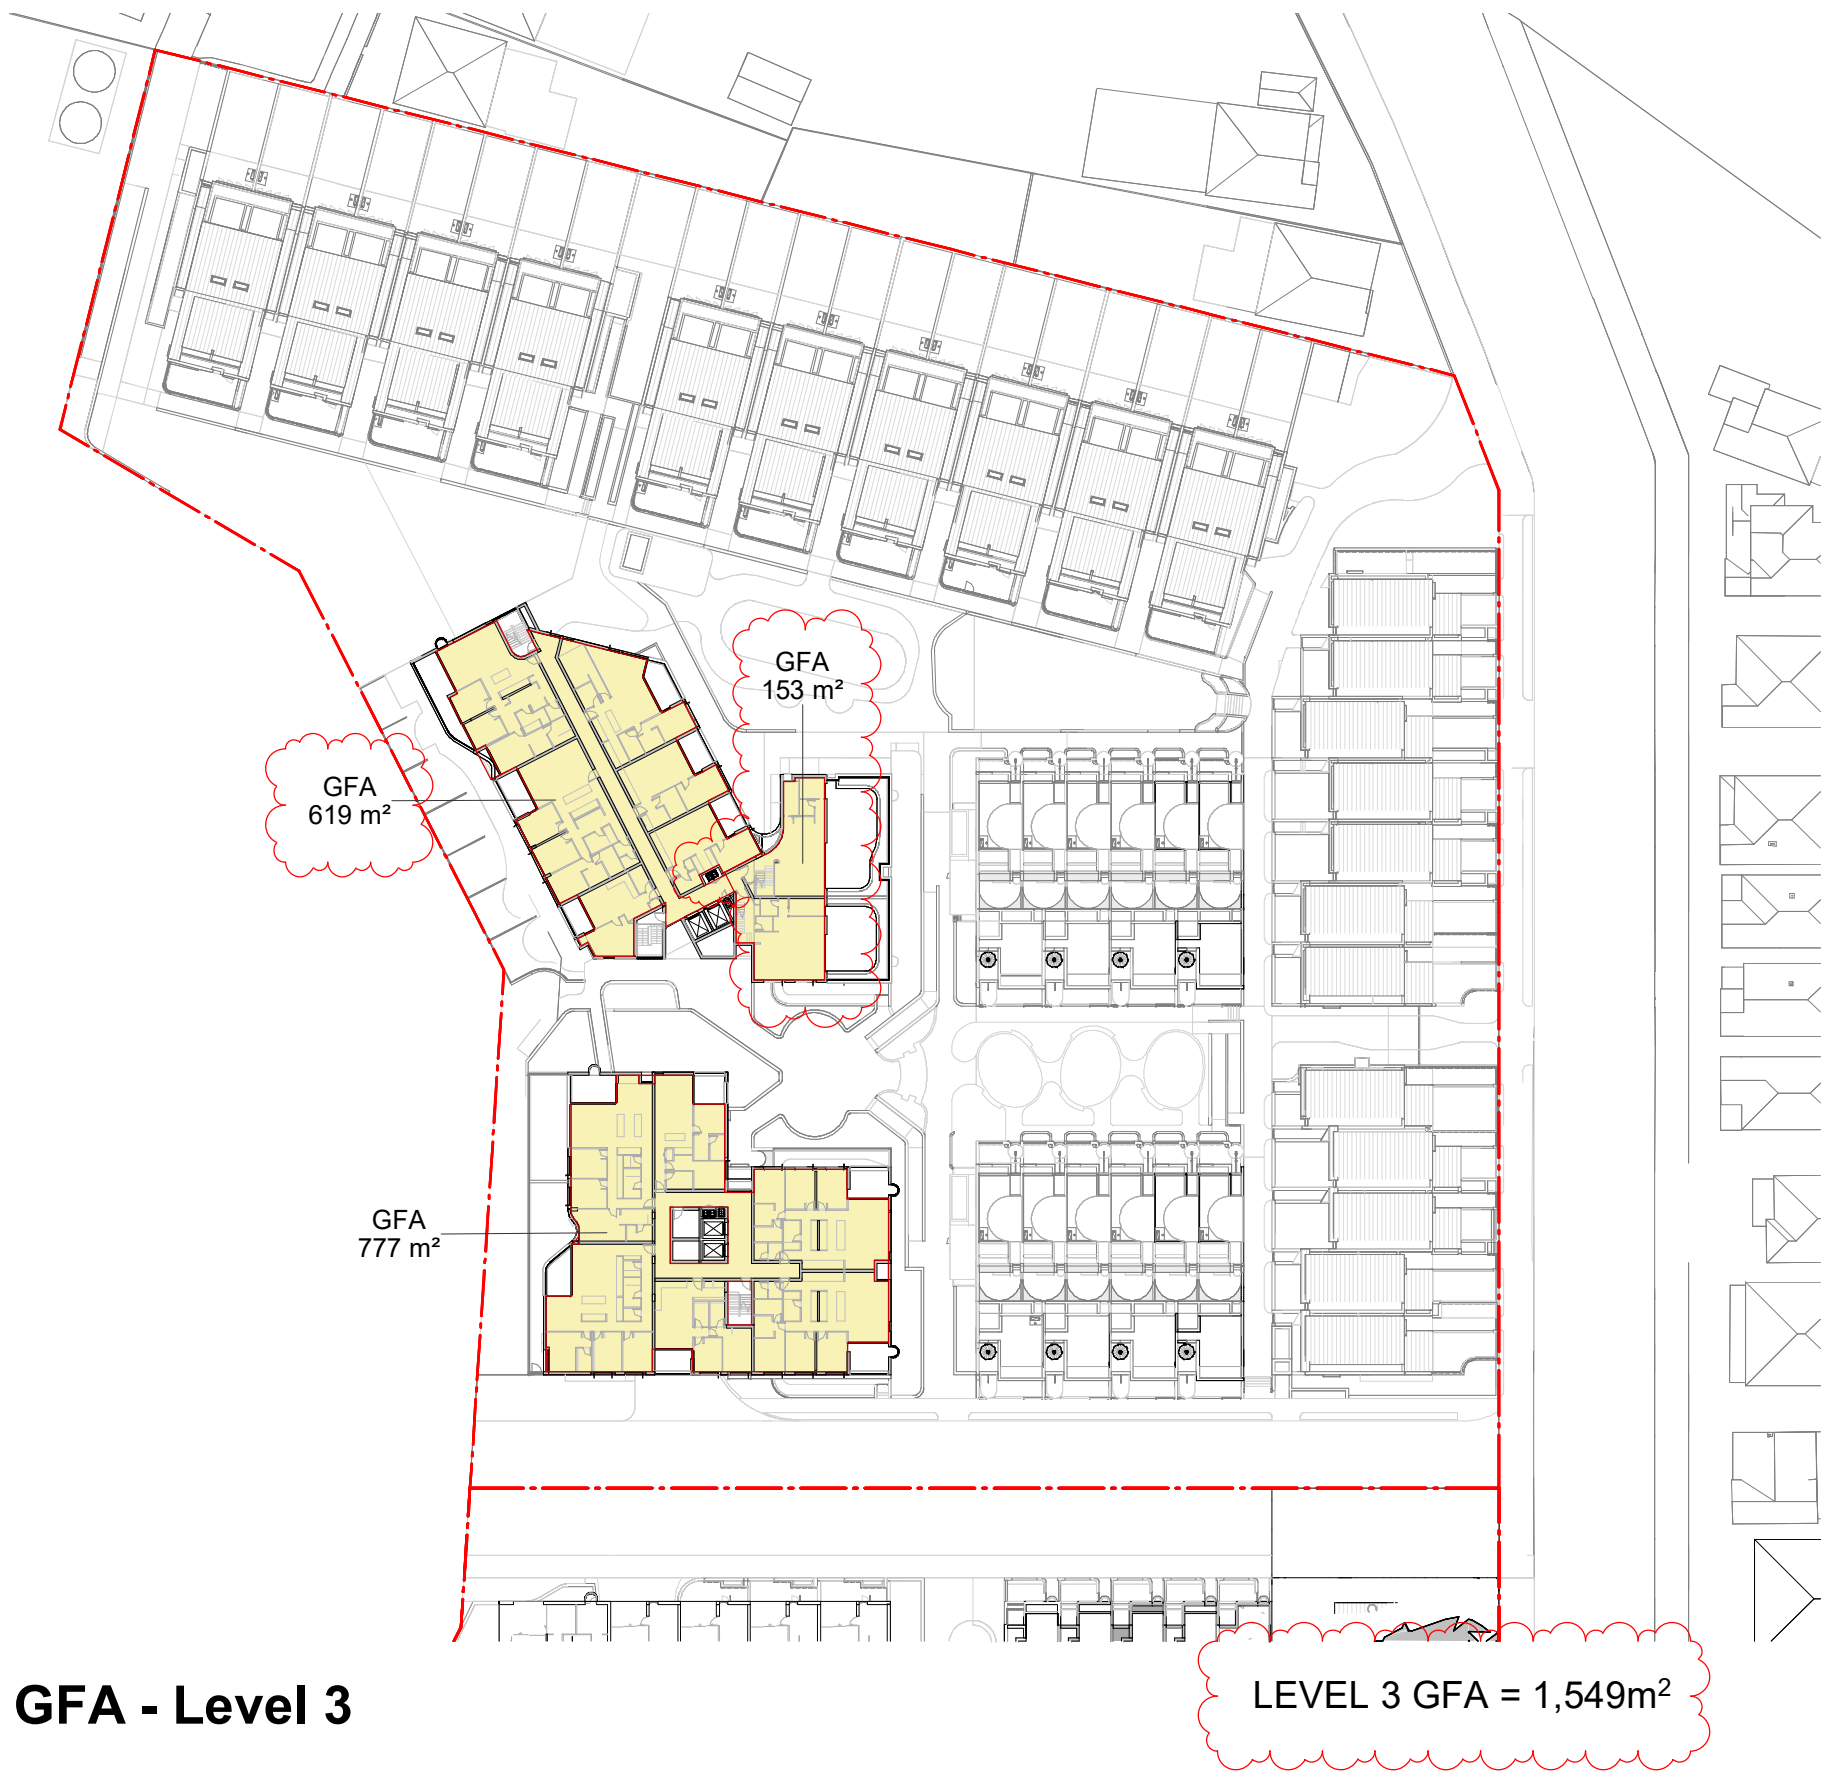 GFA
153 m²
GFA
619 m²
GFA
777 m²
LEVEL 3 GFA = 1,549m²
GFA - Level 3